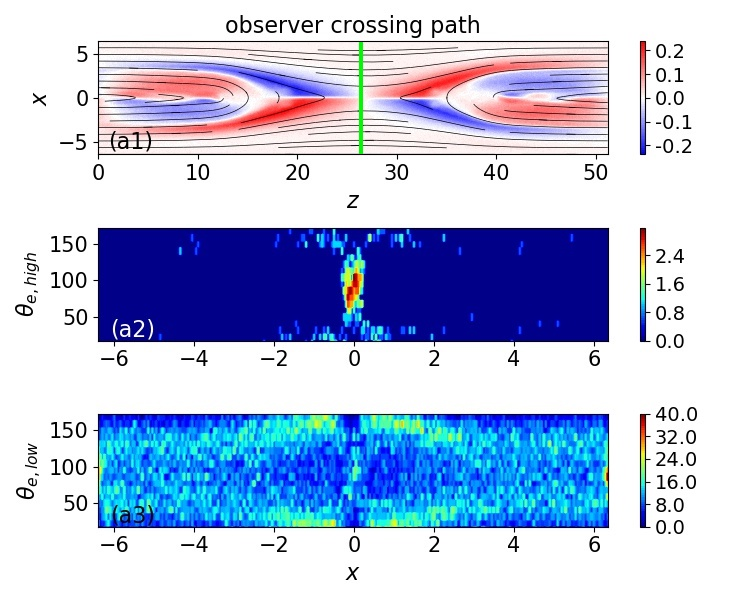 observer crossing path
5
0
−5
x
(a1)
0 10 20 30 40 50
z
0.2
0.1
0.0
-0.1
-0.2
150
100
50
θe,high
(a2)
−6 −4 −2 0 2 4 6
2.4
1.6
0.8
0.0
150
100
50
θe,low
(a3)
−6 −4 −2 0 2 4 6
x
40.0
32.0
24.0
16.0
8.0
0.0